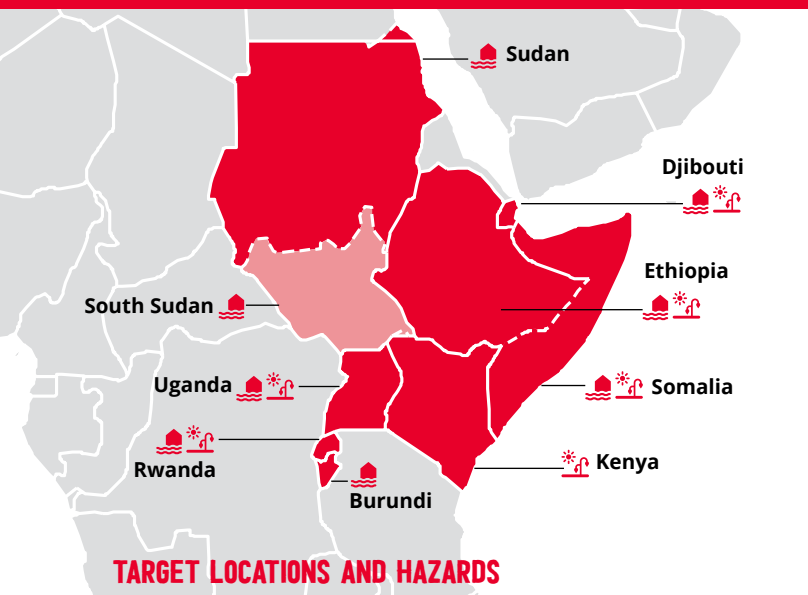 Sudan
Djibouti
Ethiopia
South Sudan
Uganda
Somalia
Rwanda
Kenya
Burundi
TARGET LOCATIONS AND HAZARDS